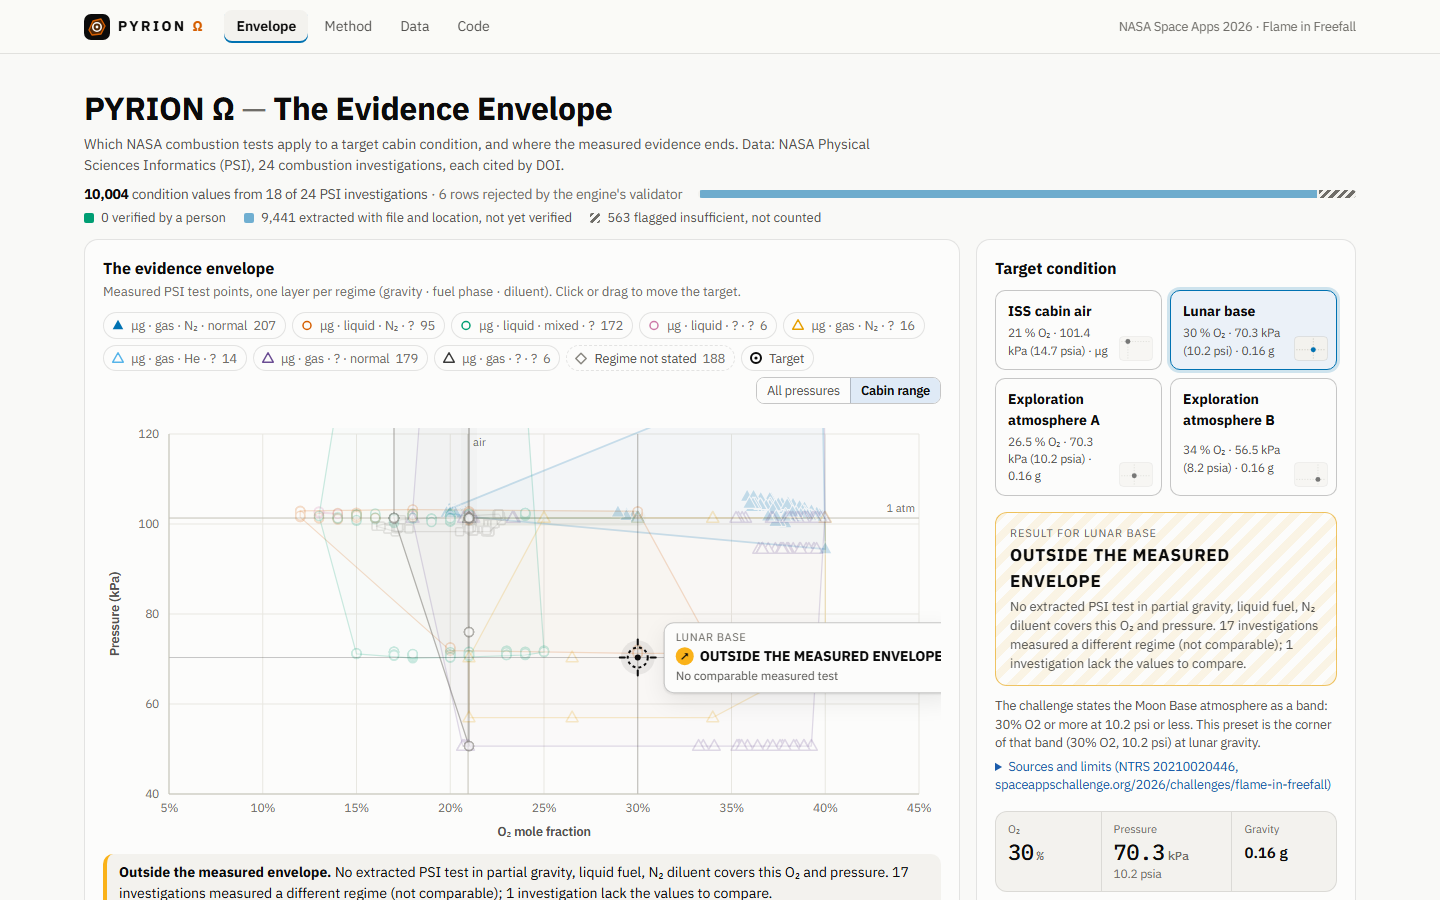 PYRION Ω
Envelope
Method
Data
Code
NASA Space Apps 2026 · Flame in Freefall
PYRION Ω — The Evidence Envelope
Which NASA combustion tests apply to a target cabin condition, and where the measured evidence ends. Data: NASA Physical
Sciences Informatics (PSI), 24 combustion investigations, each cited by DOI.
10,004 condition values from 18 of 24 PSI investigations · 6 rows rejected by the engine's validator
0 verified by a person
9,441 extracted with file and location, not yet verified
563 flagged insufficient, not counted
The evidence envelope
Measured PSI test points, one layer per regime (gravity · fuel phase · diluent). Click or drag to move the target.
µg · gas · N₂ · normal 207
µg · liquid · N₂ · ? 95
µg · liquid · mixed · ? 172
µg · liquid · ? · ? 6
µg · gas · N₂ · ? 16
µg · gas · He · ? 14
µg · gas · ? · normal 179
µg · gas · ? · ? 6
Regime not stated 188
Target
All pressures
Cabin range
120
100
80
60
40
Pressure (kPa)
air
1 atm
LUNAR BASE
↗ OUTSIDE THE MEASURED ENVELOPE
No comparable measured test
5%
10%
15%
20%
25%
30%
35%
40%
45%
O₂ mole fraction
Outside the measured envelope. No extracted PSI test in partial gravity, liquid fuel, N₂ diluent covers this O₂ and pressure. 17
investigations measured a different regime (not comparable); 1 investigation lack the values to compare.
Target condition
ISS cabin air
21 % O₂ · 101.4
kPa (14.7 psia) · µg
Lunar base
30 % O₂ · 70.3 kPa
(10.2 psi) · 0.16 g
Exploration
atmosphere A
26.5 % O₂ · 70.3
kPa (10.2 psia) ·
0.16 g
Exploration
atmosphere B
34 % O₂ · 56.5 kPa
(8.2 psia) · 0.16 g
RESULT FOR LUNAR BASE
OUTSIDE THE MEASURED
ENVELOPE
No extracted PSI test in partial gravity, liquid fuel, N₂
diluent covers this O₂ and pressure. 17 investigations
measured a different regime (not comparable); 1
investigation lack the values to compare.
The challenge states the Moon Base atmosphere as a band:
30% O2 or more at 10.2 psi or less. This preset is the corner
of that band (30% O2, 10.2 psi) at lunar gravity.
▶ Sources and limits (NTRS 20210020446,
spaceappschallenge.org/2026/challenges/flame-in-freefall)
O₂
30 %
Pressure
70.3 kPa
10.2 psia
Gravity
0.16 g